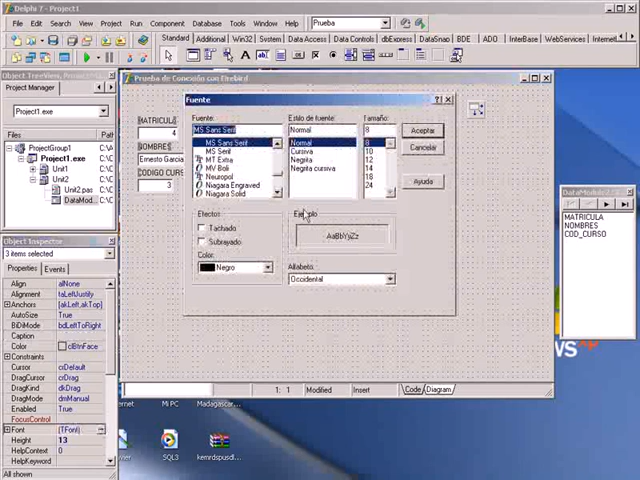 Delphi 7 - Project1
File Edit Search View Project Run Component Database Tools Window Help
Prueba
Standard Additional Win32 System Data Access Data Controls dbExpress DataSnap BDE ADO InterBase WebServices
Object TreeView
Project Manager
Project1.exe
Files Path
ProjectGroup1
Project1.exe
Unit1
Unit2
Unit2.pas
DataMod...
Object Inspector
3 items selected
Properties Events
Align alNone
Alignment taLeftJustify
Anchors [akLeft,akTop]
AutoSize True
BiDiMode bdLeftToRight
Caption
Color clBtnFace
Constraints
Cursor crDefault
DragCursor crDrag
DragKind dkDrag
DragMode dmManual
Enabled True
FocusControl
Font (TFont)
Height 13
HelpContext 0
HelpKeyword
All shown
Prueba de Conexión con Firebird
MATRICULA
4
NOMBRES
Ernesto Garcia
CODIGO CURS
3
Fuente
Fuente: Estilo de fuente: Tamaño:
MS Sans Serif Normal 8 Aceptar
MS Sans Serif Normal 8
MS Serif Cursiva 10 Cancelar
MT Extra Negrita 12
MV Boli Negrita cursiva 14
Neuropol 18 Ayuda
Niagara Engraved 24
Niagara Solid
Efectos Ejemplo
Tachado
Subrayado AaBbYyZz
Color:
Negro
Alfabeto:
Occidental
1: 1 Modified Insert Code Diagram
MATRICULA
NOMBRES
COD_CURSO
Mi PC Madagascar...
SQL3 kemrdspusdl...